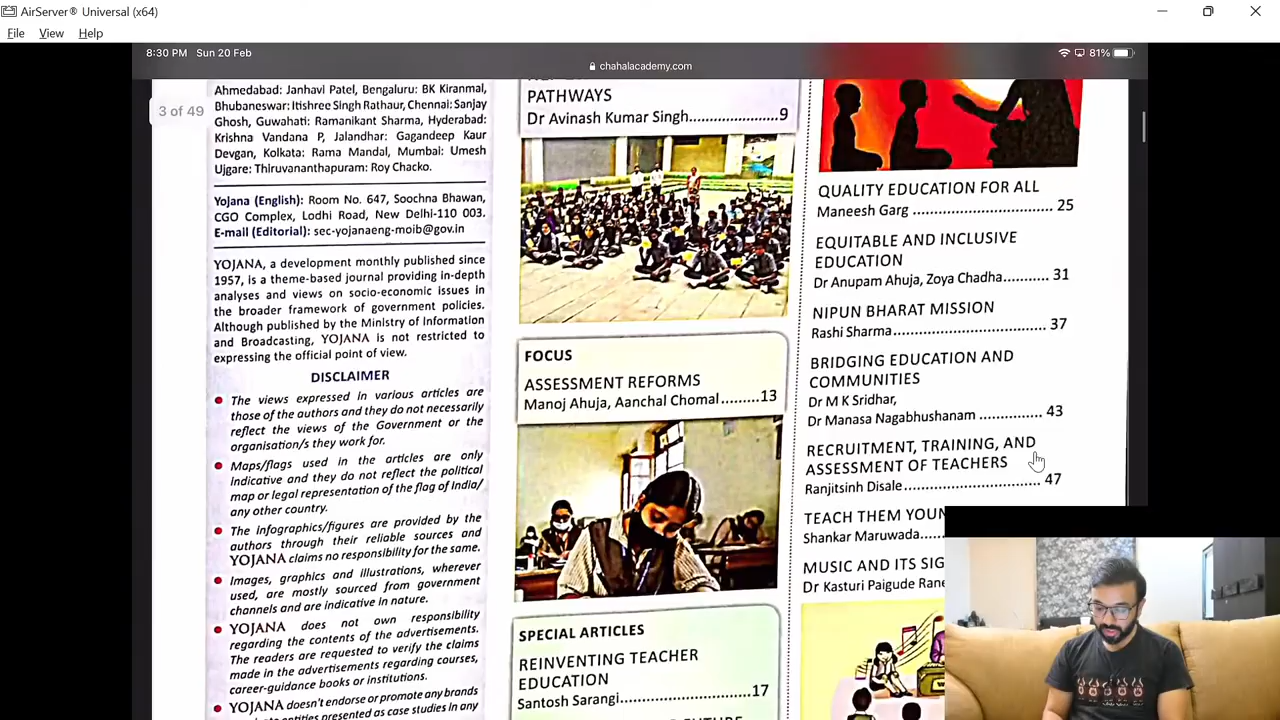 AirServer® Universal (x64)
File View Help
8:30 PM Sun 20 Feb
81%
chahalacademy.com
3 of 49
Ahmedabad: Janhavi Patel, Bengaluru: BK Kiranmal,
Bhubaneswar: Itishree Singh Rathaur, Chennai: Sanjay
Ghosh, Guwahati: Ramanikant Sharma, Hyderabad:
Krishna Vandana P, Jalandhar: Gagandeep Kaur
Devgan, Kolkata: Rama Mandal, Mumbai: Umesh
Ujgare: Thiruvananthapuram: Roy Chacko.
Yojana (English): Room No. 647, Soochna Bhawan,
CGO Complex, Lodhi Road, New Delhi-110 003.
E-mail (Editorial): sec-yojanaeng-moib@gov.in
YOJANA, a development monthly published since
1957, is a theme-based journal providing in-depth
analyses and views on socio-economic issues in
the broader framework of government policies.
Although published by the Ministry of Information
and Broadcasting, YOJANA is not restricted to
expressing the official point of view.
DISCLAIMER
The views expressed in various articles are
those of the authors and they do not necessarily
reflect the views of the Government or the
organisation/s they work for.
Maps/flags used in the articles are only
indicative and they do not reflect the political
map or legal representation of the flag of India/
any other country.
The infographics/figures are provided by the
authors through their reliable sources and
YOJANA claims no responsibility for the same.
Images, graphics and illustrations, wherever
used, are mostly sourced from government
channels and are indicative in nature.
YOJANA does not own responsibility
regarding the contents of the advertisements.
The readers are requested to verify the claims
made in the advertisements regarding courses,
career-guidance books or institutions.
YOJANA doesn't endorse or promote any brands
entities presented as case studies in any
PATHWAYS
Dr Avinash Kumar Singh.....................9
FOCUS
ASSESSMENT REFORMS
Manoj Ahuja, Aanchal Chomal.........13
SPECIAL ARTICLES
REINVENTING TEACHER
EDUCATION
Santosh Sarangi..............................17
QUALITY EDUCATION FOR ALL
Maneesh Garg ................................ 25
EQUITABLE AND INCLUSIVE
EDUCATION
Dr Anupam Ahuja, Zoya Chadha........... 31
NIPUN BHARAT MISSION
Rashi Sharma.................................... 37
BRIDGING EDUCATION AND
COMMUNITIES
Dr M K Sridhar,
Dr Manasa Nagabhushanam ............... 43
RECRUITMENT, TRAINING, AND
ASSESSMENT OF TEACHERS
Ranjitsinh Disale................................. 47
TEACH THEM YOUN
Shankar Maruwada.....
MUSIC AND ITS SIG
Dr Kasturi Paigude Rane